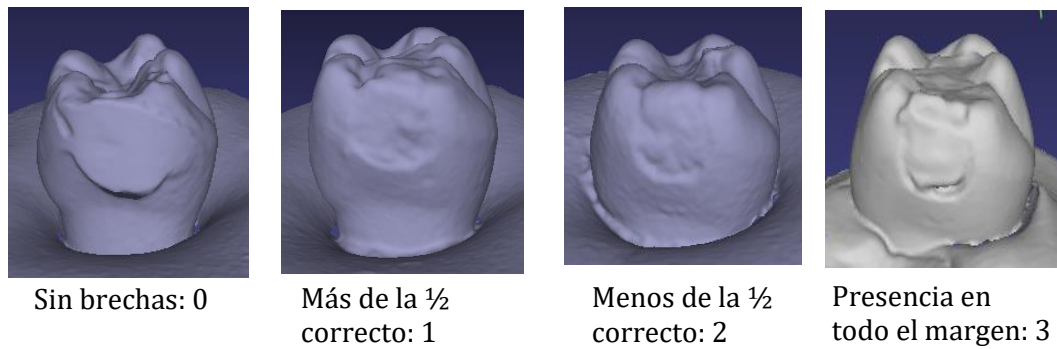 Sin brechas: 0
Más de la ½
correcto: 1
Menos de la ½
correcto: 2
Presencia en
todo el margen: 3